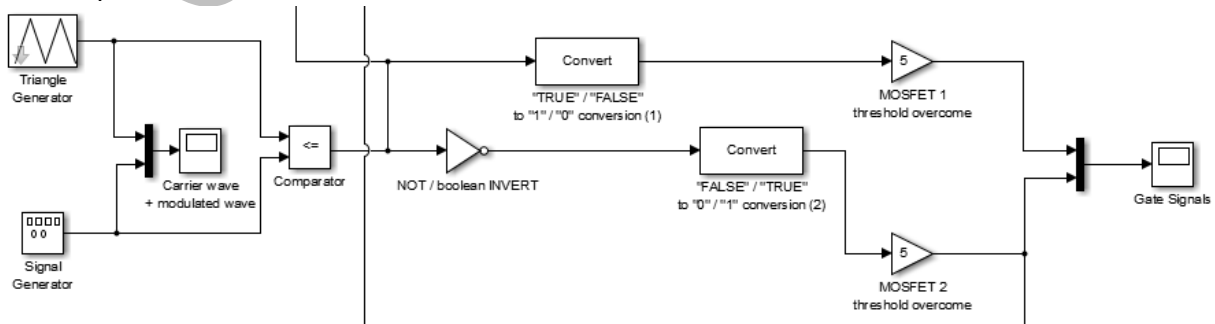 Convert
5
Triangle
Generator
"TRUE" / "FALSE"
to "1" / "0" conversion (1)
MOSFET 1
threshold overcome
<=
Convert
Carrier wave
+ modulated wave
Comparator
NOT / boolean INVERT
"FALSE" / "TRUE"
to "0" / "1" conversion (2)
Gate Signals
Signal
Generator
5
MOSFET 2
threshold overcome